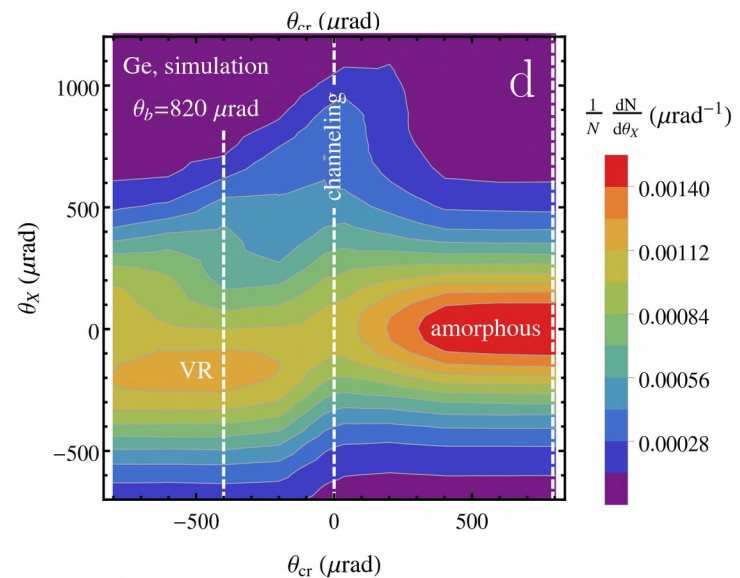 θcr (μrad)
Ge, simulation
d
θb=820 μrad
channeling
amorphous
VR
1000
500
0
−500
θX (μrad)
−500 0 500
θcr (μrad)
1/N dN/dθX (μrad⁻¹)
0.00140
0.00112
0.00084
0.00056
0.00028